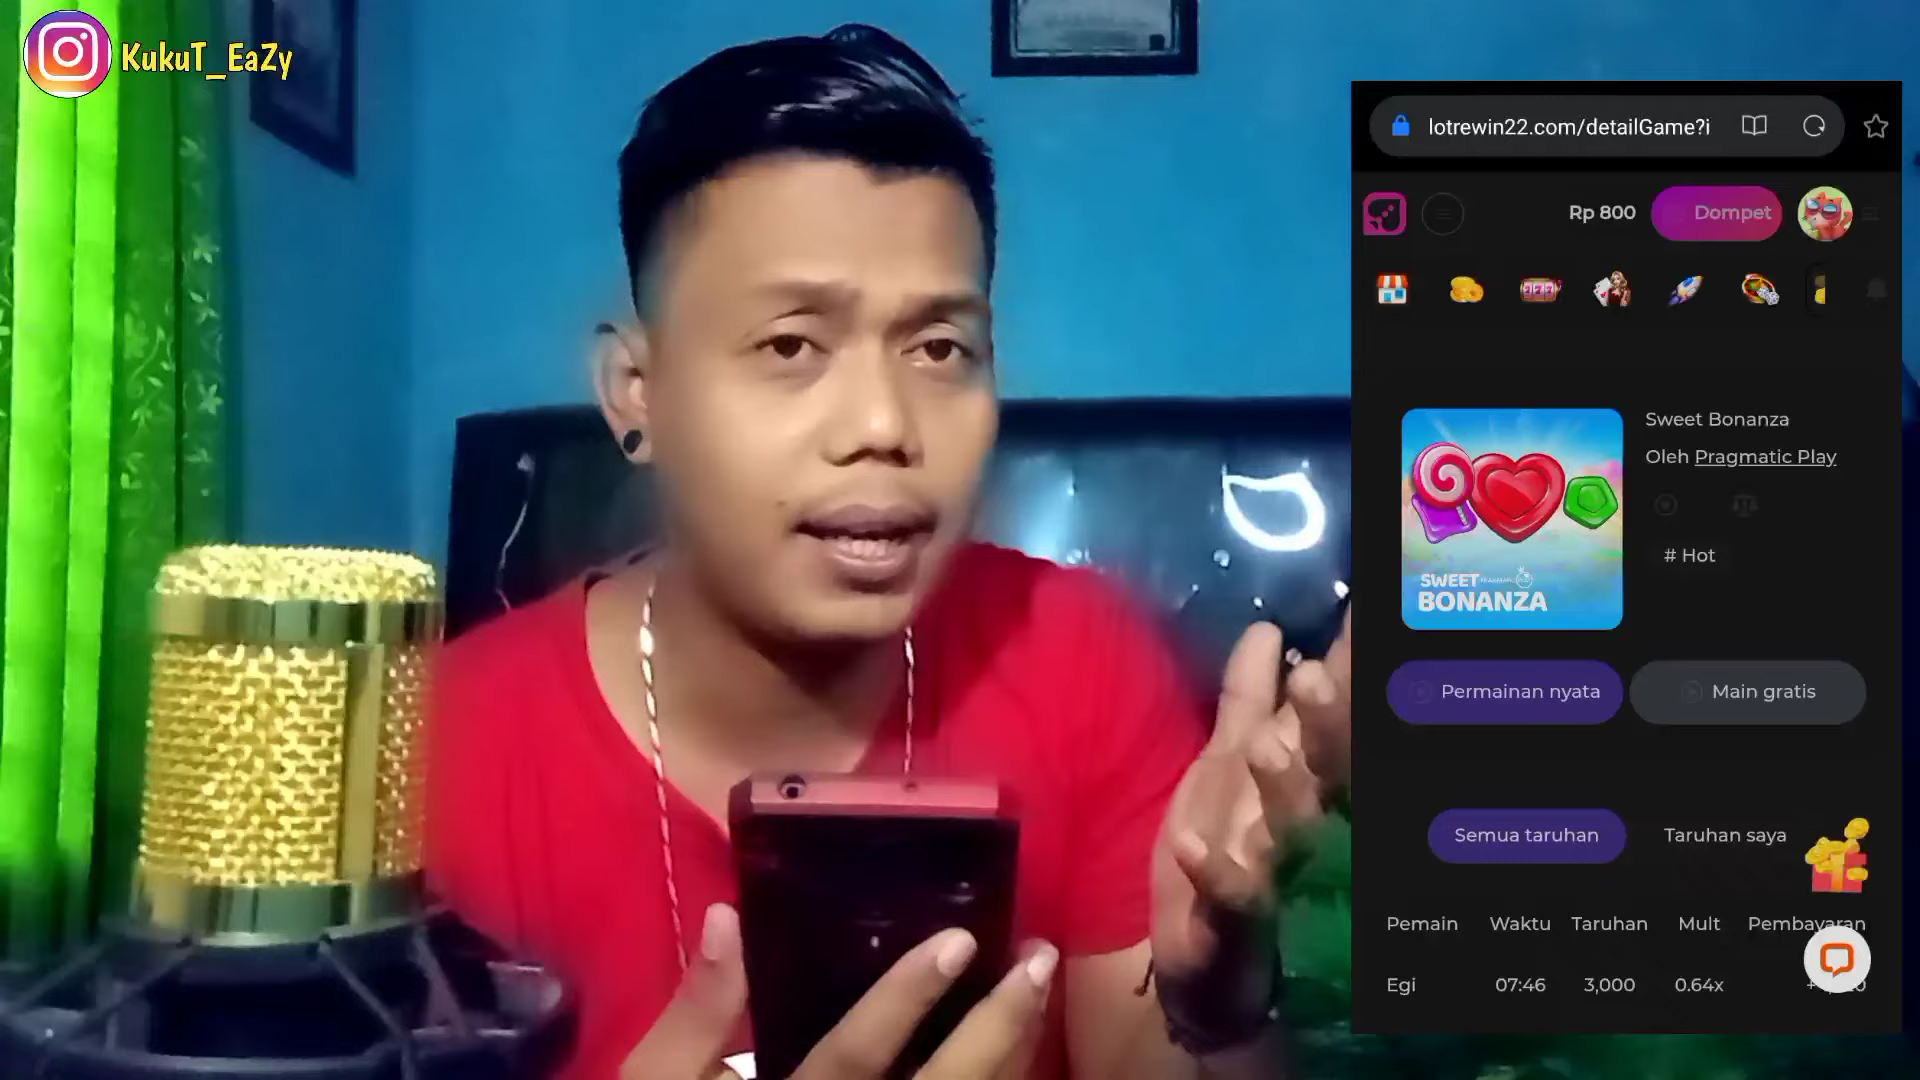 KukuT_EaZy
lotrewin22.com/detailGame?i
Rp 800
Dompet
Sweet Bonanza
Oleh Pragmatic Play
# Hot
SWEET
BONANZA
Permainan nyata
Main gratis
Semua taruhan
Taruhan saya
Pemain Waktu Taruhan Mult Pembayaran
Egi 07:46 3,000 0.64x